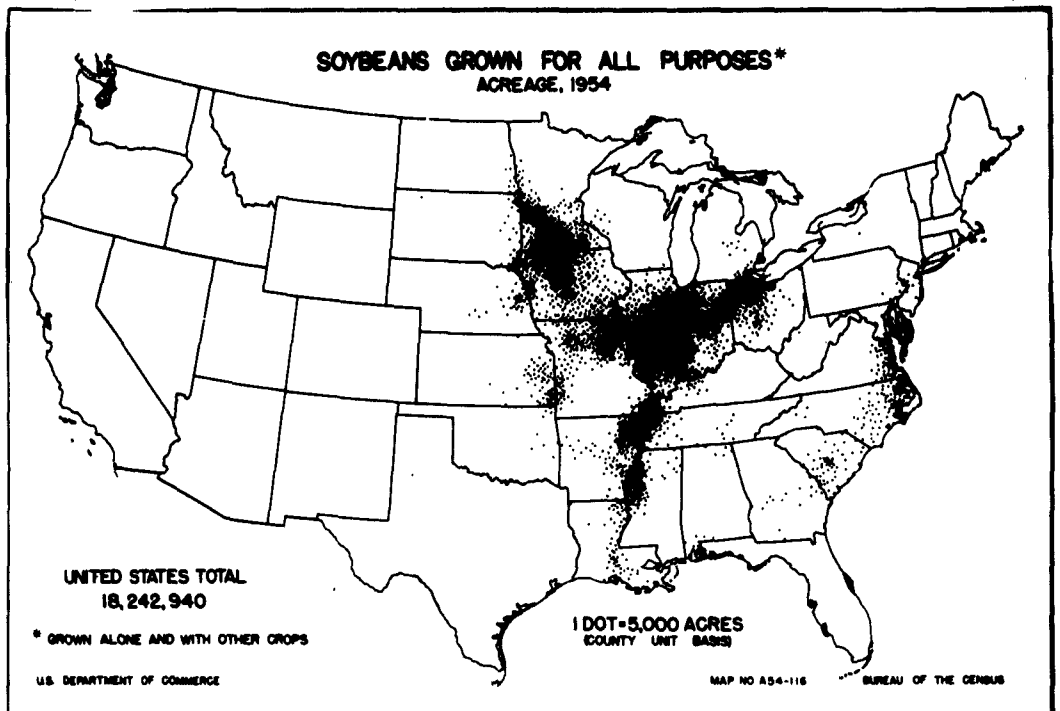 SOYBEANS GROWN FOR ALL PURPOSES*
ACREAGE, 1954
UNITED STATES TOTAL
18,242,940
* GROWN ALONE AND WITH OTHER CROPS
1 DOT=5,000 ACRES
(COUNTY UNIT BASIS)
U.S. DEPARTMENT OF COMMERCE
MAP NO A54-116
BUREAU OF THE CENSUS